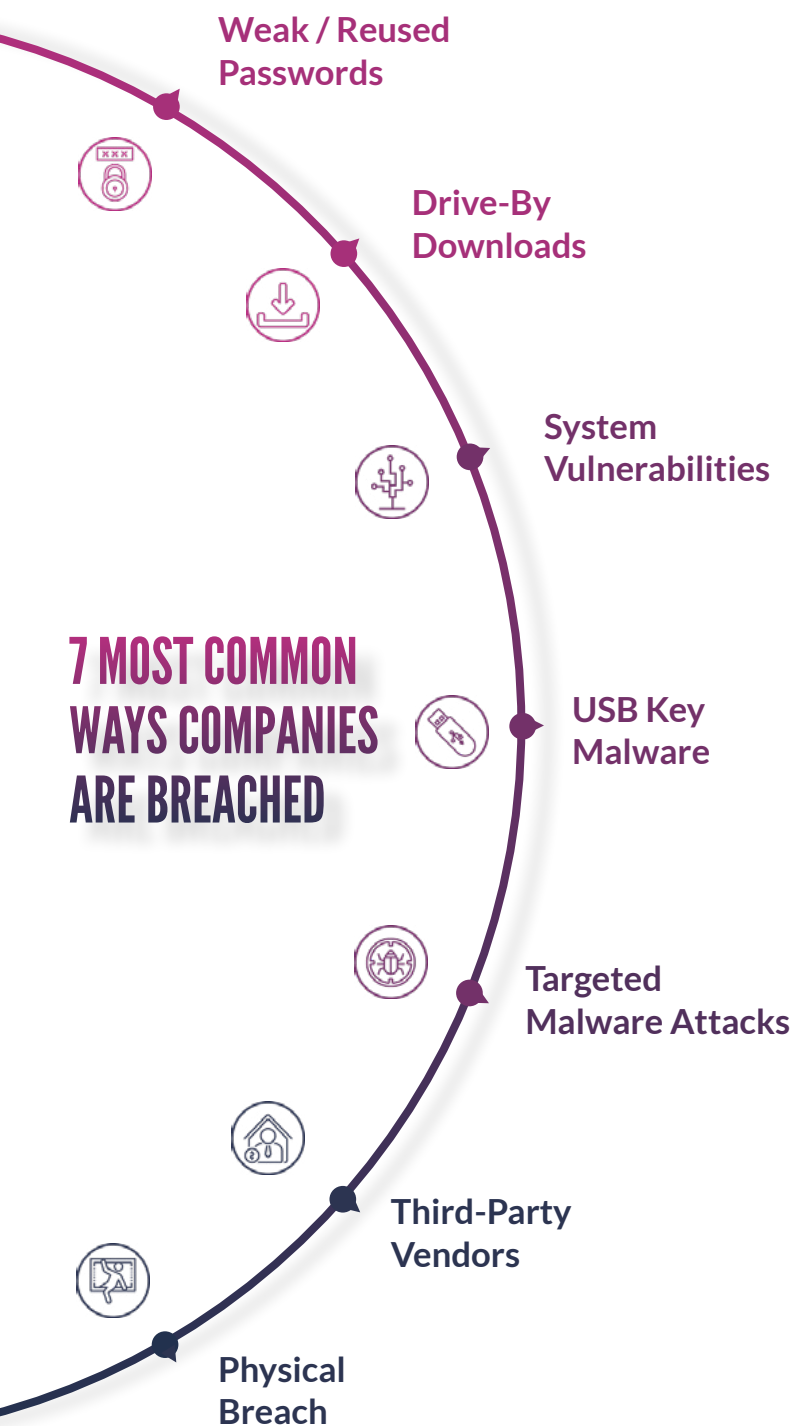 Weak / Reused
Passwords
xxx
Drive-By
Downloads
System
Vulnerabilities
7 MOST COMMON
WAYS COMPANIES
ARE BREACHED
USB Key
Malware
Targeted
Malware Attacks
$
Third-Party
Vendors
Physical
Breach